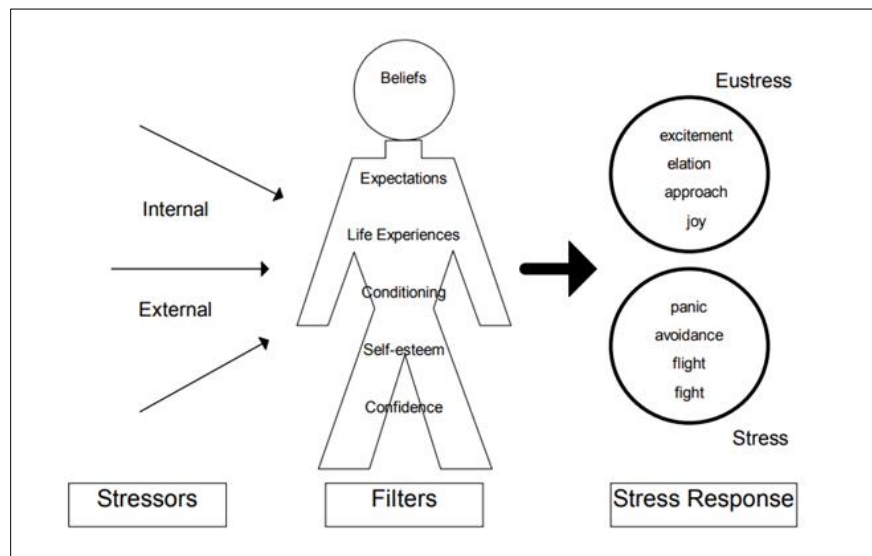 Beliefs
Expectations
Life Experiences
Conditioning
Self-esteem
Confidence
Internal
External
Eustress
excitement
elation
approach
joy
panic
avoidance
flight
fight
Stress
Stressors
Filters
Stress Response